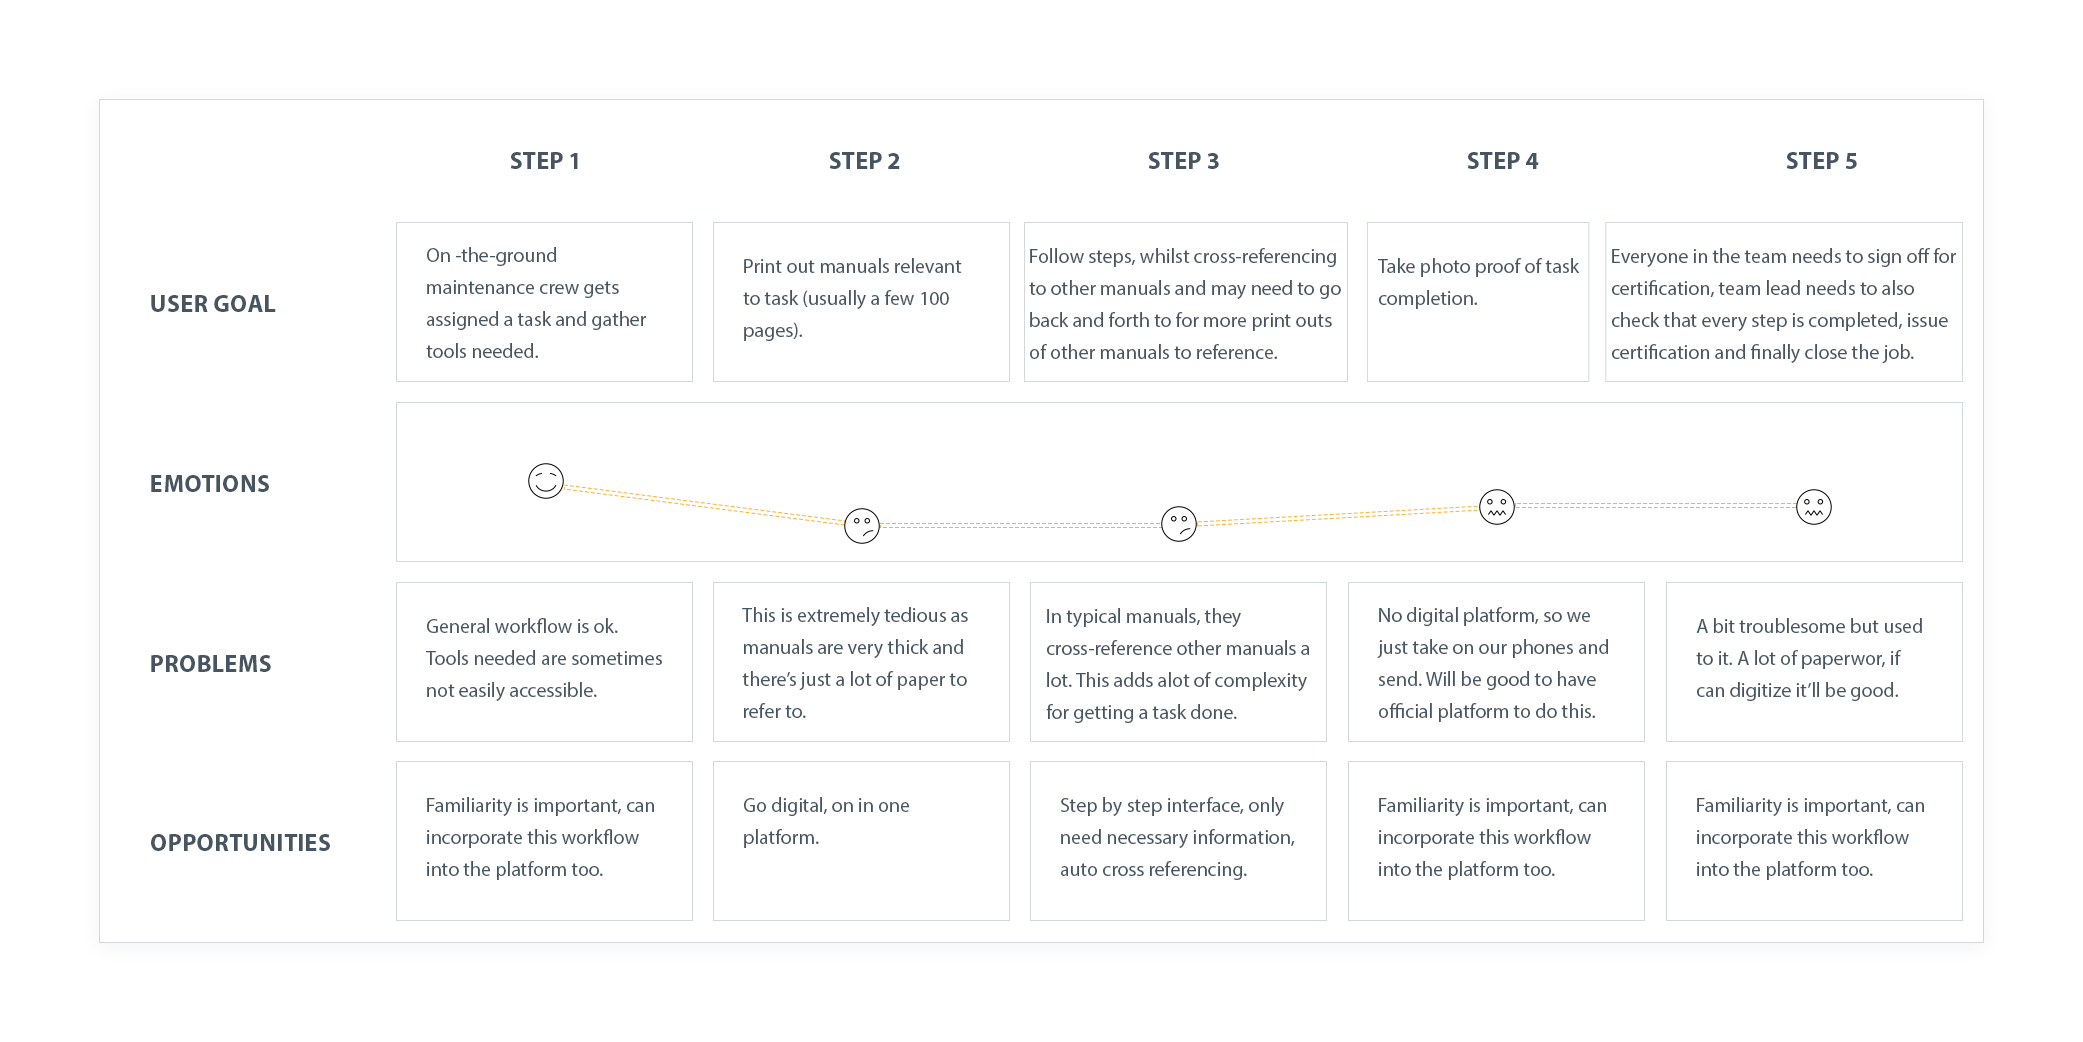 STEP 1
STEP 2
STEP 3
STEP 4
STEP 5
USER GOAL
On -the-ground
maintenance crew gets
assigned a task and gather
tools needed.
Print out manuals relevant
to task (usually a few 100
pages).
Follow steps, whilst cross-referencing
to other manuals and may need to go
back and forth to for more print outs
of other manuals to reference.
Take photo proof of task
completion.
Everyone in the team needs to sign off for
certification, team lead needs to also
check that every step is completed, issue
certification and finally close the job.
EMOTIONS
PROBLEMS
General workflow is ok.
Tools needed are sometimes
not easily accessible.
This is extremely tedious as
manuals are very thick and
there’s just a lot of paper to
refer to.
In typical manuals, they
cross-reference other manuals a
lot. This adds alot of complexity
for getting a task done.
No digital platform, so we
just take on our phones and
send. Will be good to have
official platform to do this.
A bit troublesome but used
to it. A lot of paperwor, if
can digitize it’ll be good.
OPPORTUNITIES
Familiarity is important, can
incorporate this workflow
into the platform too.
Go digital, on in one
platform.
Step by step interface, only
need necessary information,
auto cross referencing.
Familiarity is important, can
incorporate this workflow
into the platform too.
Familiarity is important, can
incorporate this workflow
into the platform too.